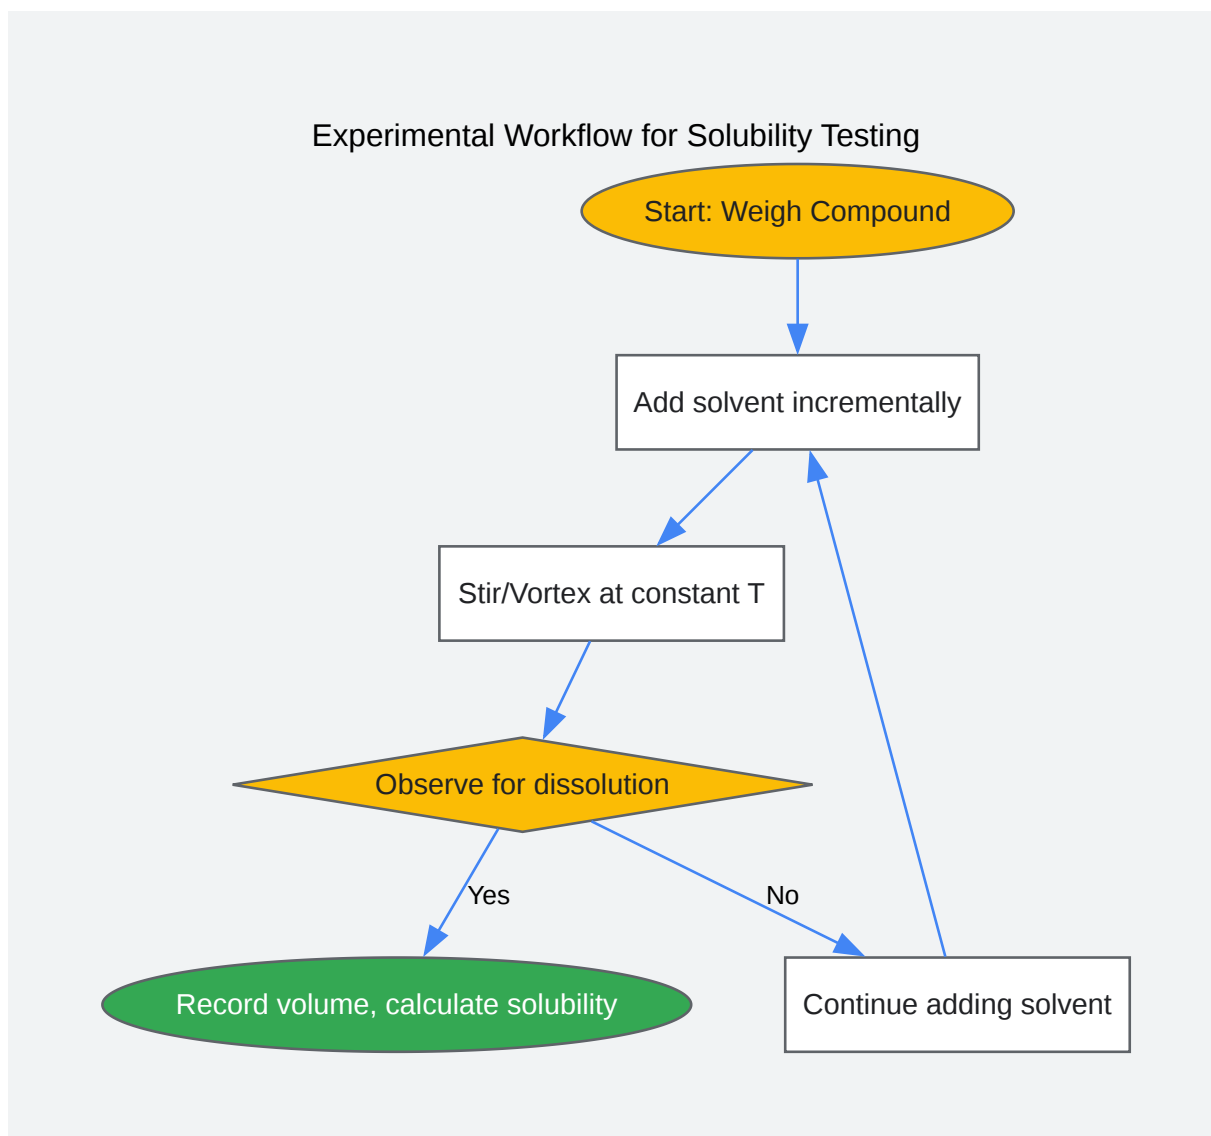 Experimental Workflow for Solubility Testing
Start: Weigh Compound
Add solvent incrementally
Stir/Vortex at constant T
Observe for dissolution
Yes
No
Record volume, calculate solubility
Continue adding solvent